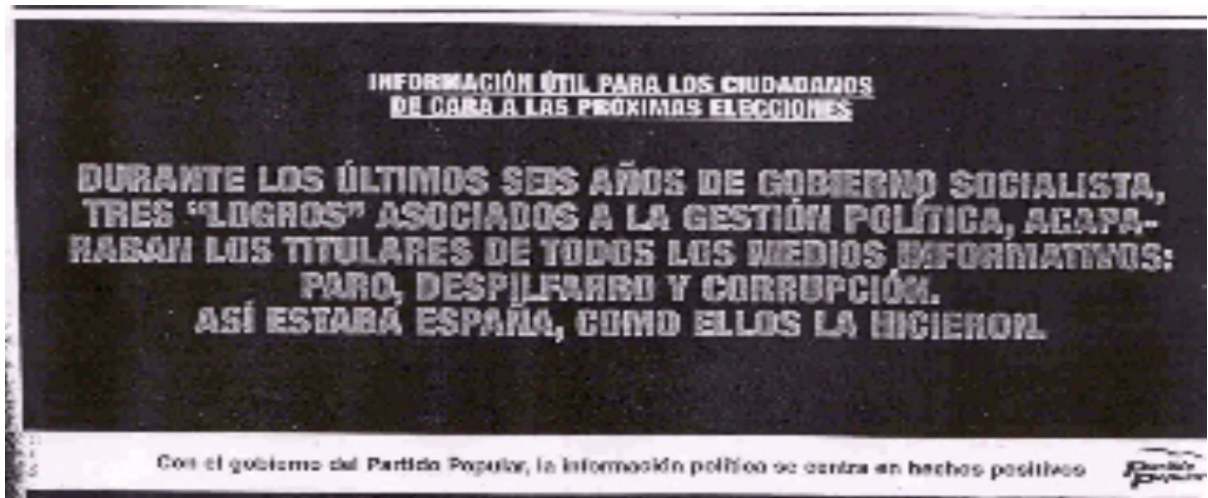 INFORMACIÓN ÚTIL PARA LOS CIUDADANOS
DE CARA A LAS PRÓXIMAS ELECCIONES
DURANTE LOS ÚLTIMOS SEIS AÑOS DE GOBIERNO SOCIALISTA,
TRES "LOGROS" ASOCIADOS A LA GESTIÓN POLÍTICA, ACAPA-
RABAN LOS TITULARES DE TODOS LOS MEDIOS INFORMATIVOS:
PARO, DESPILFARRO Y CORRUPCIÓN.
ASÍ ESTABA ESPAÑA, COMO ELLOS LA HICIERON.
Con el gobierno del Partido Popular, la información política se centra en hechos positivos
Partido
Popular